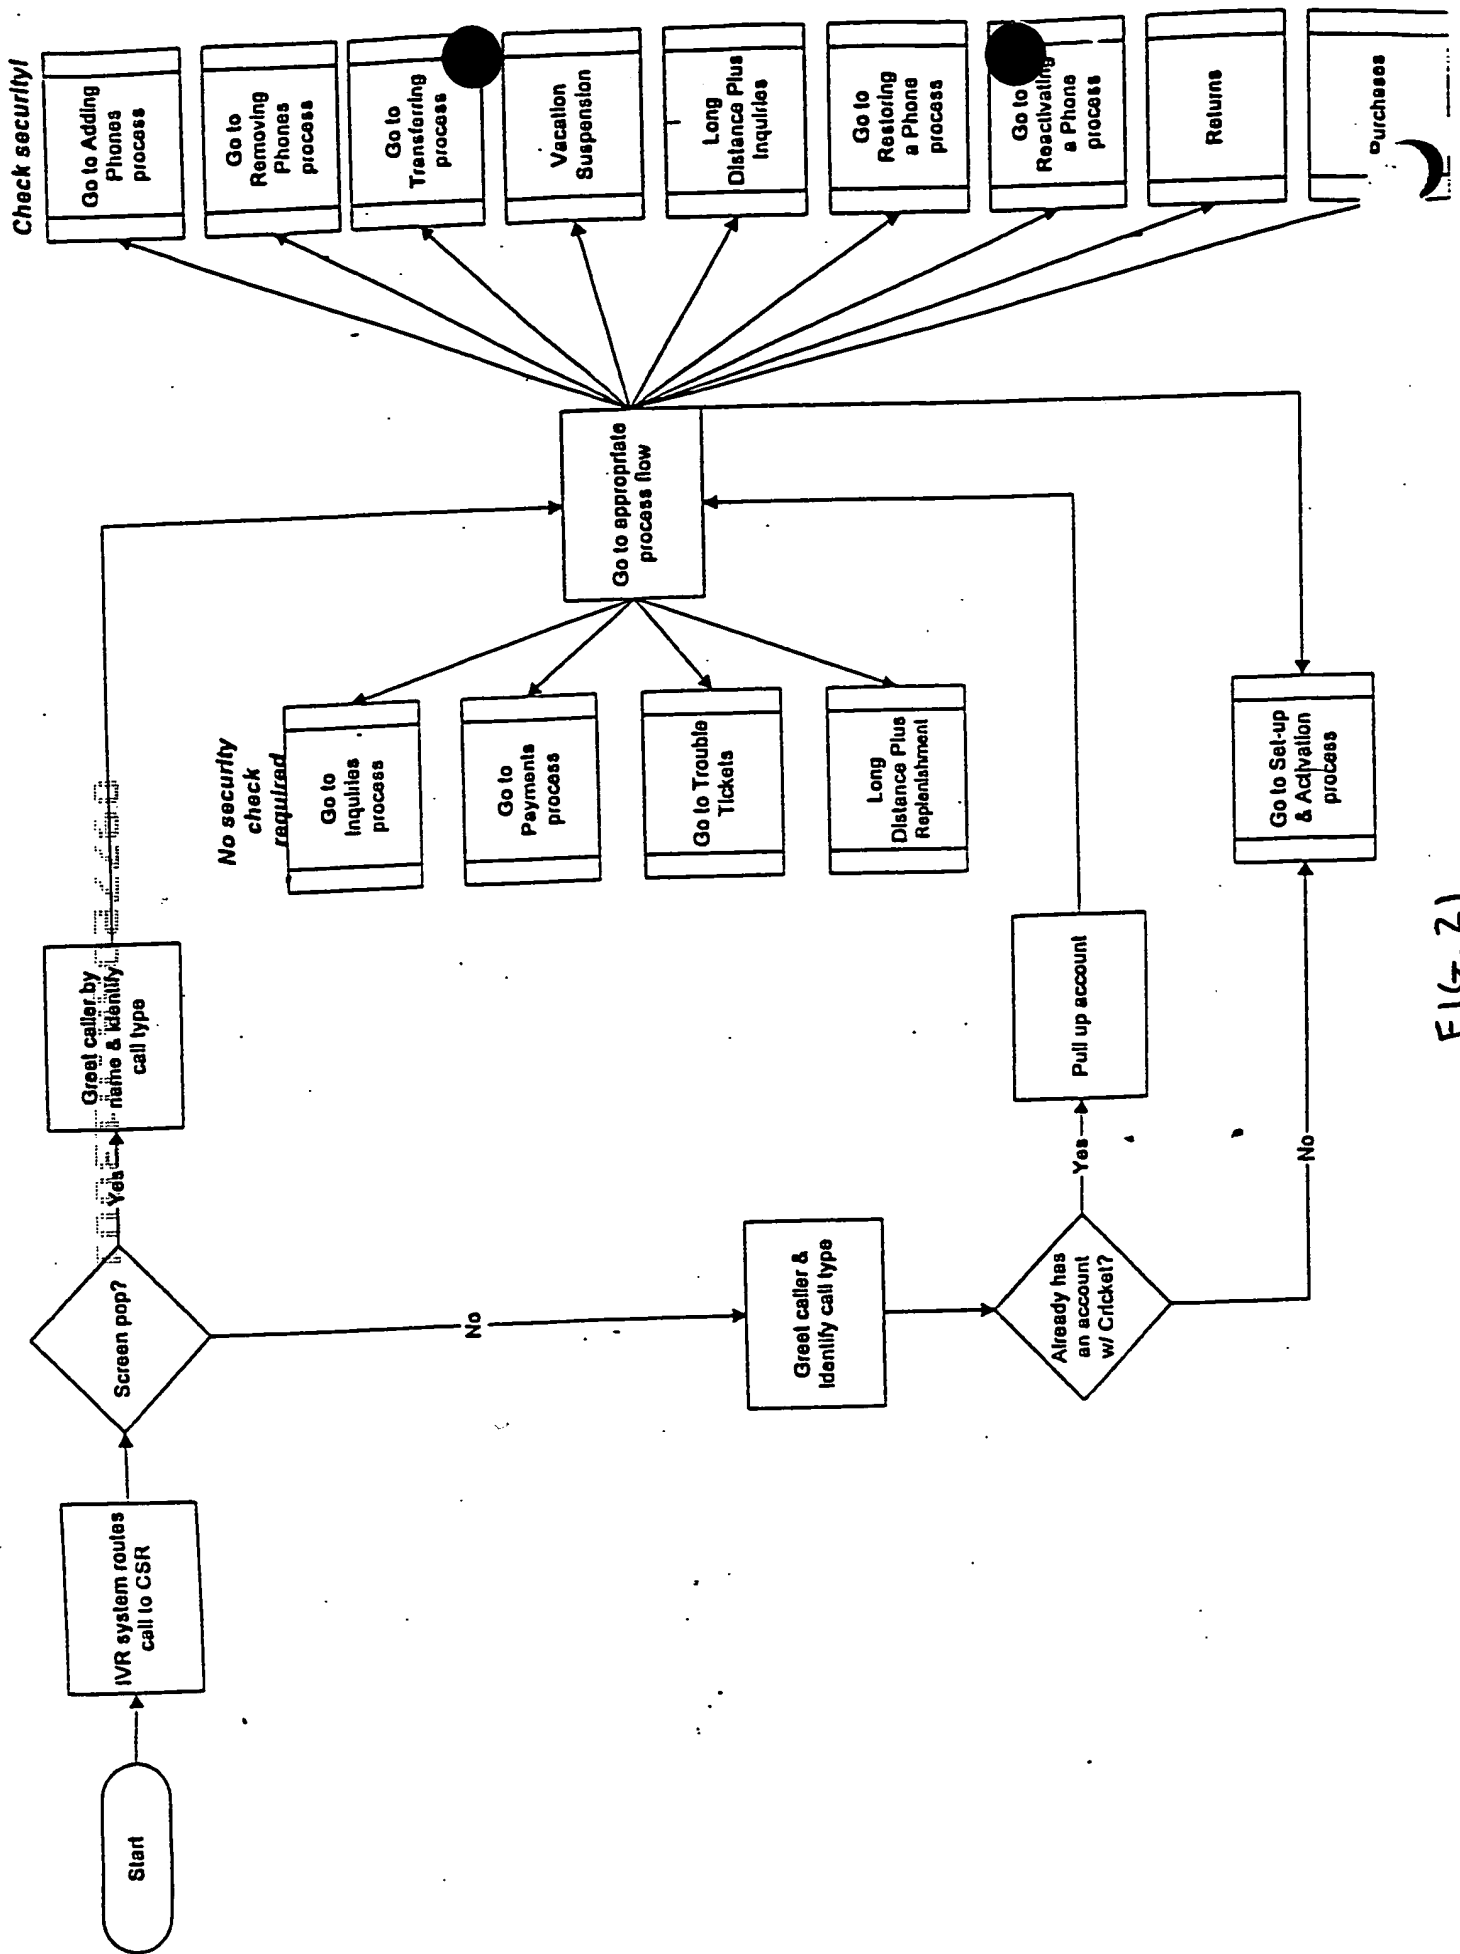 Check security!
Go to Adding
Phones
process
Go to
Removing
Phones
process
Go to
Transferring
process
Vacation
Suspension
Long
Distance Plus
Inquiries
Go to
Restoring
a Phone
process
Go to
Reactivating
a Phone
process
Returns
Purchases
Go to appropriate
process flow
No security
check
required
Go to
Inquiries
process
Go to
Payments
process
Go to Trouble
Tickets
Long
Distance Plus
Replenishment
Go to Set-up
& Activation
process
Greet caller by
name & identify
call type
Pull up account
Yes
Yes
No
Screen pop?
No
Greet caller &
Identify call type
Already has
an account
w/ Cricket?
IVR system routes
call to CSR
Start
FIG. 21